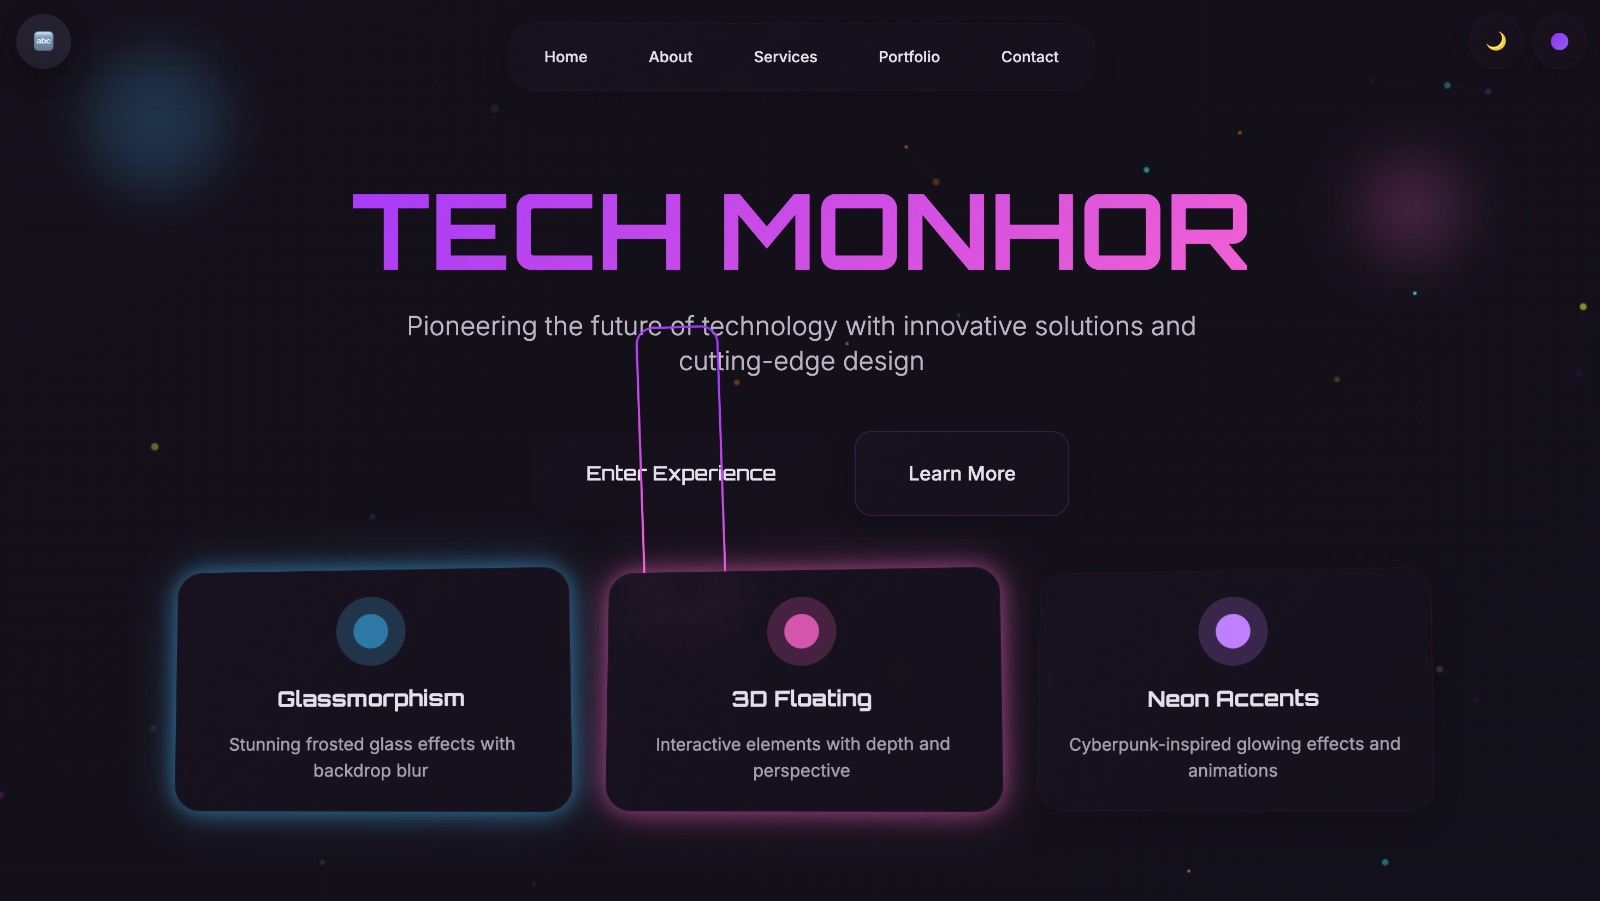 abc
Home About Services Portfolio Contact
TECH MONHOR
Pioneering the future of technology with innovative solutions and
cutting-edge design
Enter Experience
Learn More
Glassmorphism
Stunning frosted glass effects with
backdrop blur
3D Floating
Interactive elements with depth and
perspective
Neon Accents
Cyberpunk-inspired glowing effects and
animations